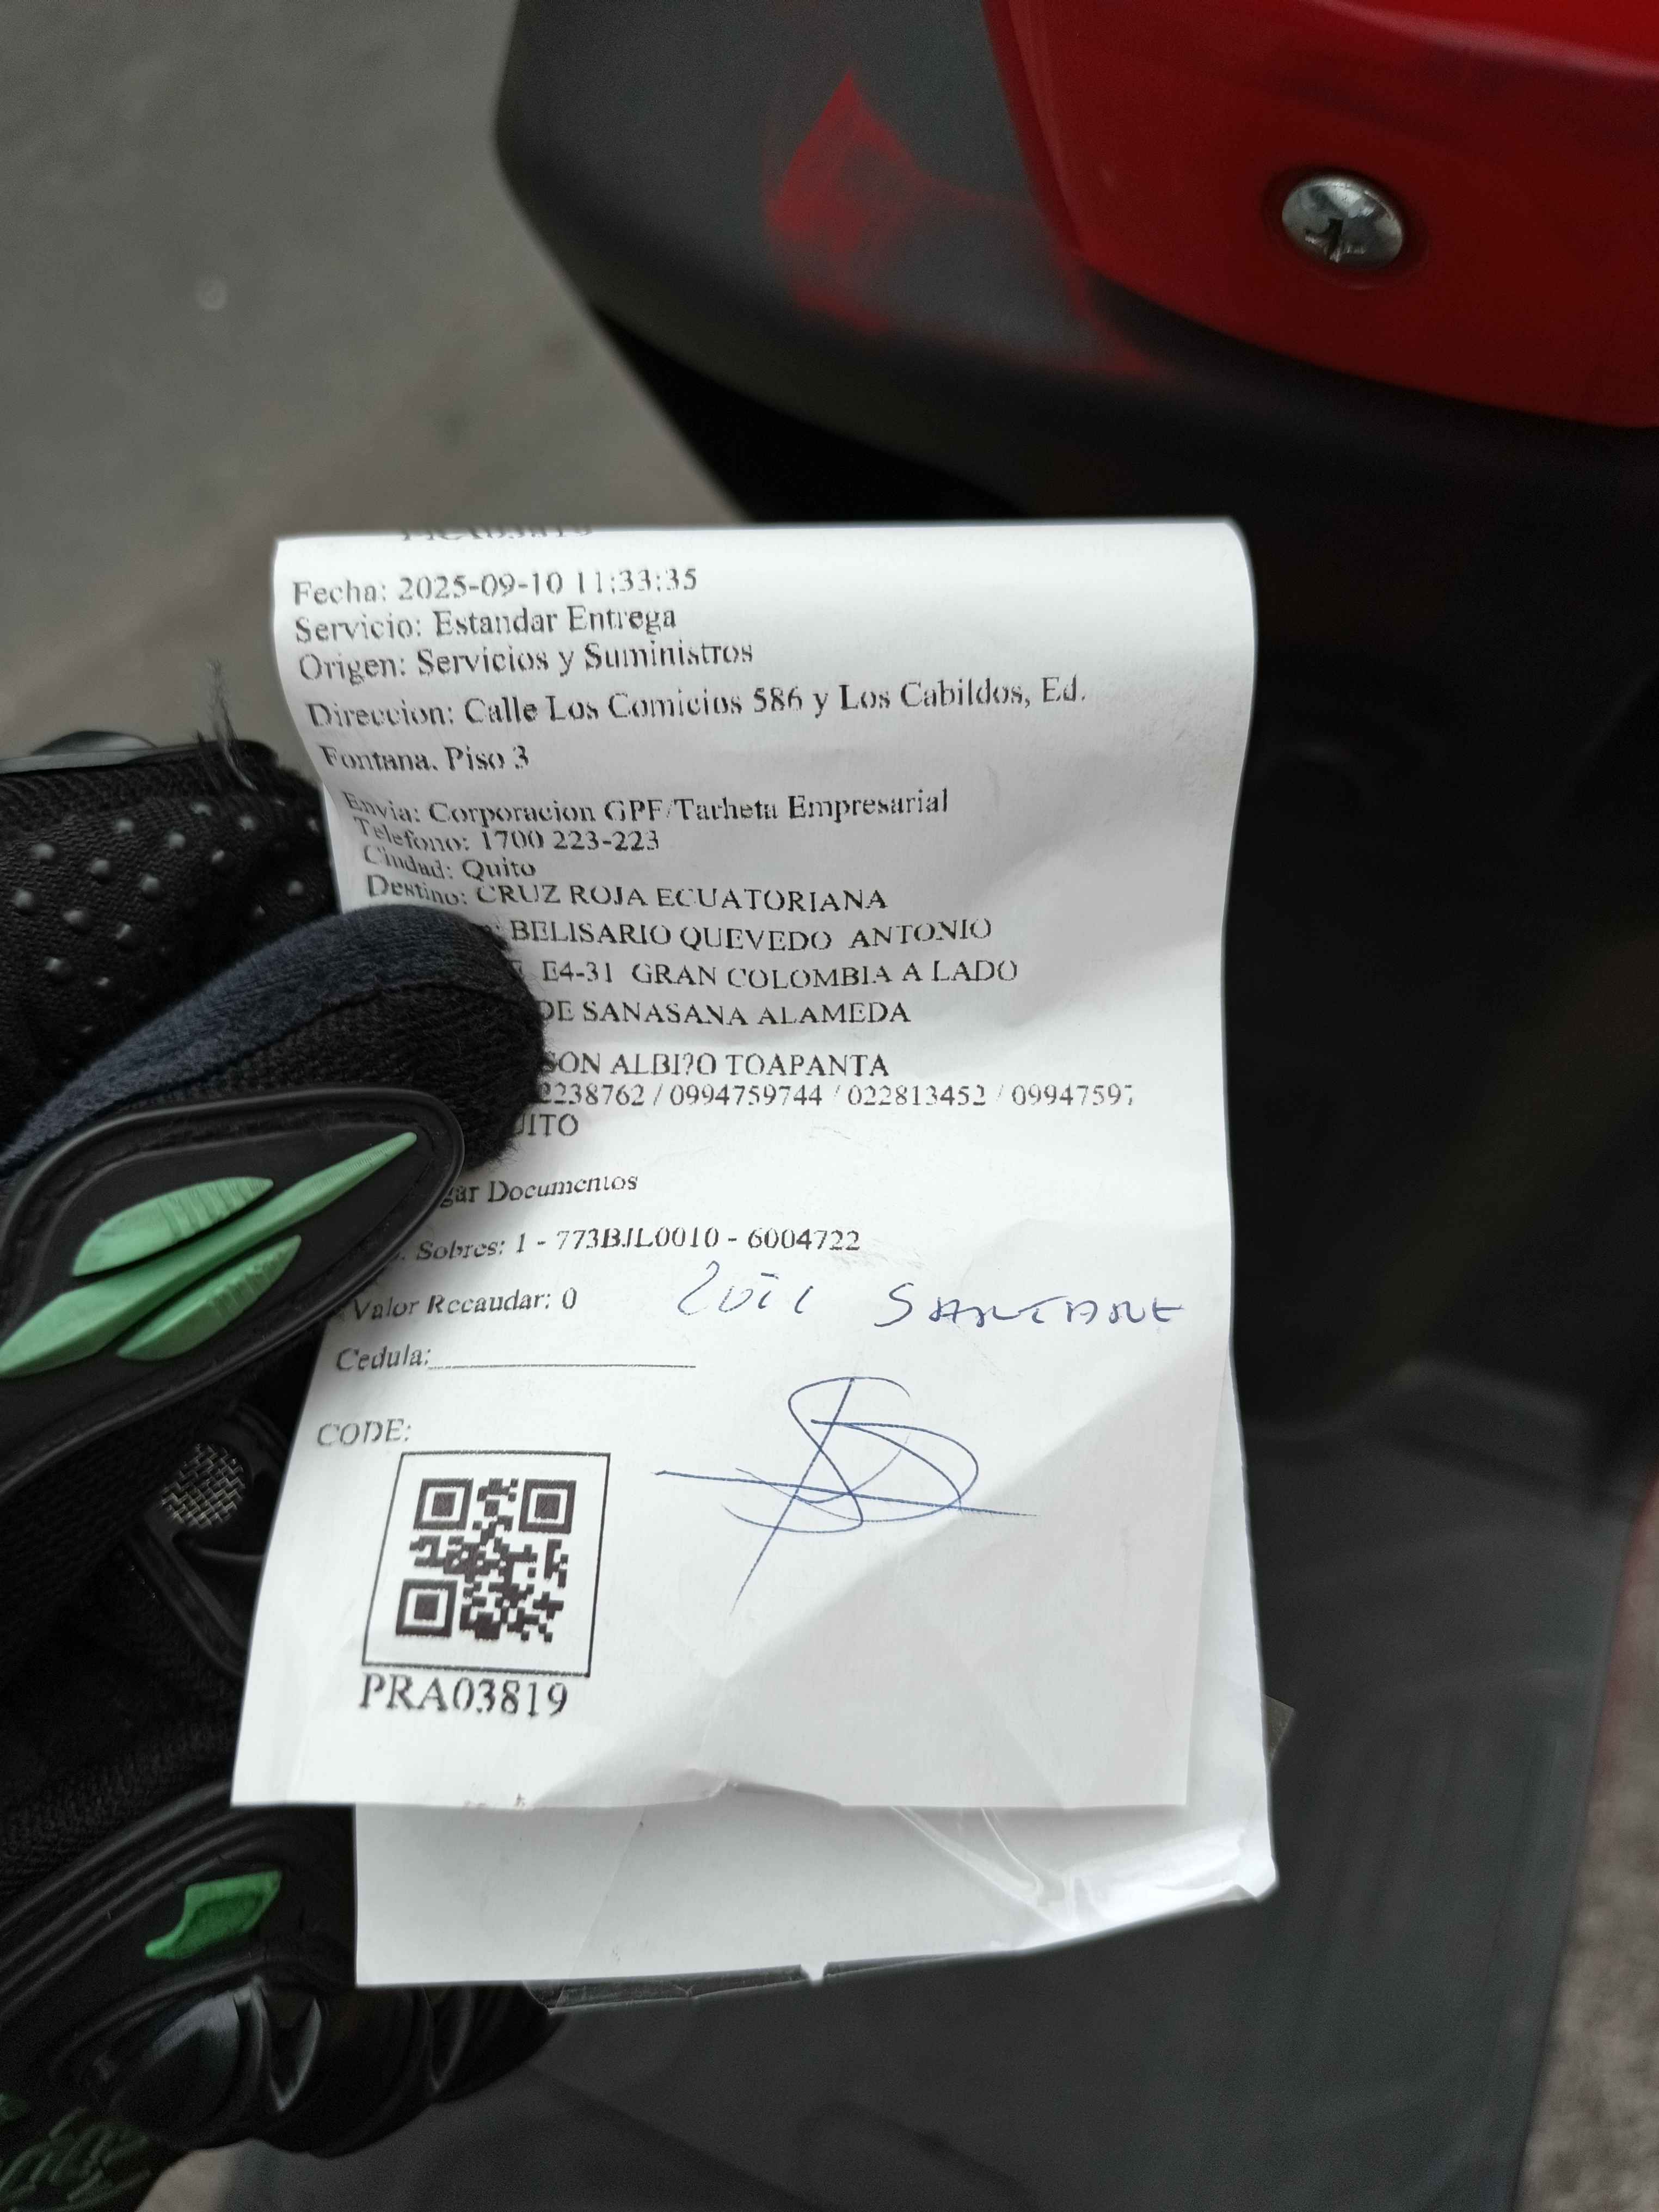 Fecha: 2025-09-10 11:33:35
Servicio: Estandar Entrega
Origen: Servicios y Suministros
Direccion: Calle Los Comicios 586 y Los Cabildos, Ed.
Fontana. Piso 3
Envia: Corporacion GPF/Tarheta Empresarial
Telefono: 1700 223-223
Ciudad: Quito
Destino: CRUZ ROJA ECUATORIANA
BELISARIO QUEVEDO ANTONIO
E4-31 GRAN COLOMBIA A LADO
DE SANASANA ALAMEDA
SON ALBI?O TOAPANTA
2238762 / 0994759744 / 022813452 / 09947597
UITO
gar Documentos
. Sobres: 1 - 773BJL0010 - 6004722
Valor Recaudar: 0
Cedula:
CODE:
PRA03819